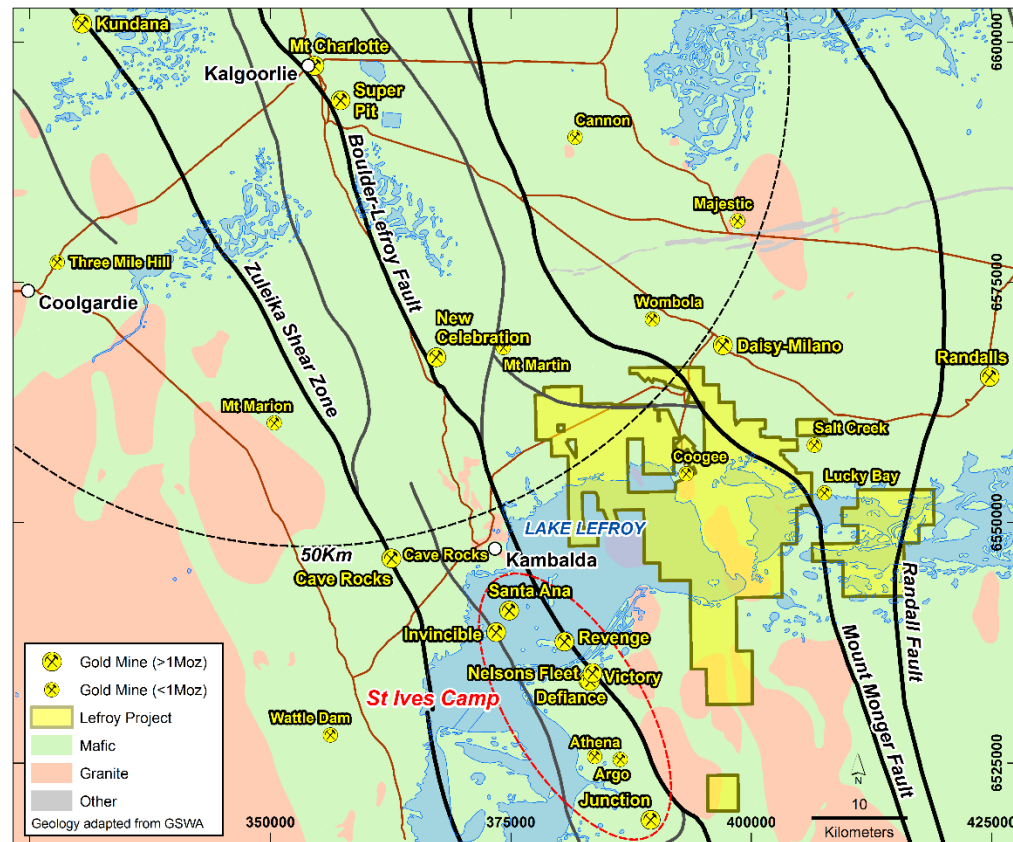 Kundana
Mt Charlotte
Kalgoorlie
Super
Pit
Cannon
Boulder-Lefroy Fault
Majestic
6600000
Three Mile Hill
Coolgardie
Zuleika Shear Zone
Wombola
6575000
New
Celebration
Mt Martin
Daisy-Milano
Randalls
Mt Marion
Salt Creek
Coogee
Lucky Bay
LAKE LEFROY
50Km
Cave Rocks
Cave Rocks
Kambalda
6550000
Randall Fault
Santa Ana
Invincible
Revenge
Mount Monger Fault
Nelsons Fleet
Victory
Defiance
St Ives Camp
Wattle Dam
Athena
Argo
Junction
6525000
N
10
Kilometers
Gold Mine (>1Moz)
Gold Mine (<1Moz)
Lefroy Project
Mafic
Granite
Other
Geology adapted from GSWA
350000
375000
400000
425000